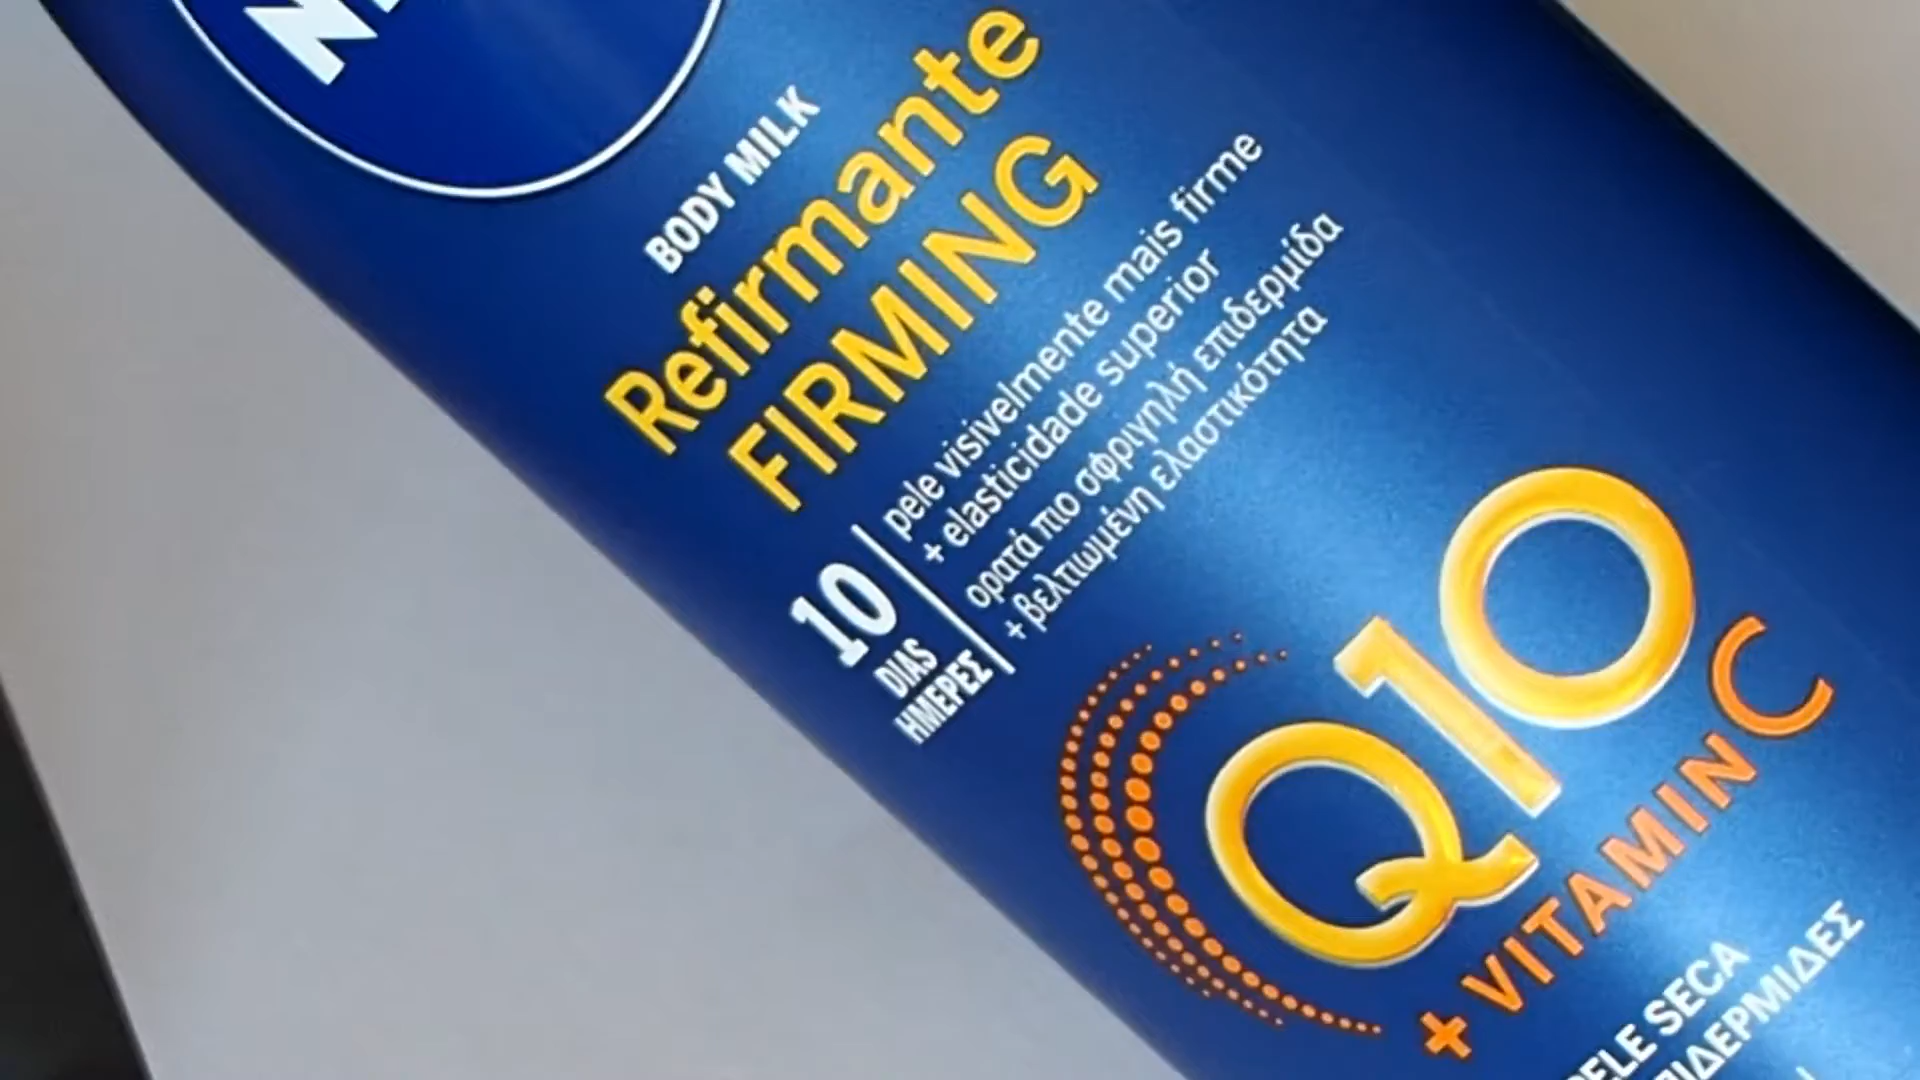 BODY MILK
Refirmante
FIRMING
10
DIAS
ΗΜΕΡΕΣ
pele visivelmente mais firme
+ elasticidade superior
ορατά πιο σφριγηλή επιδερμίδα
+ βελτιωμένη ελαστικότητα
Q10
+ VITAMIN C
PELE SECA